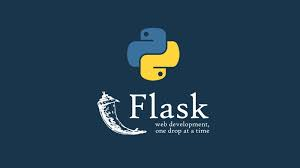 Flask
web development,
one drop at a time